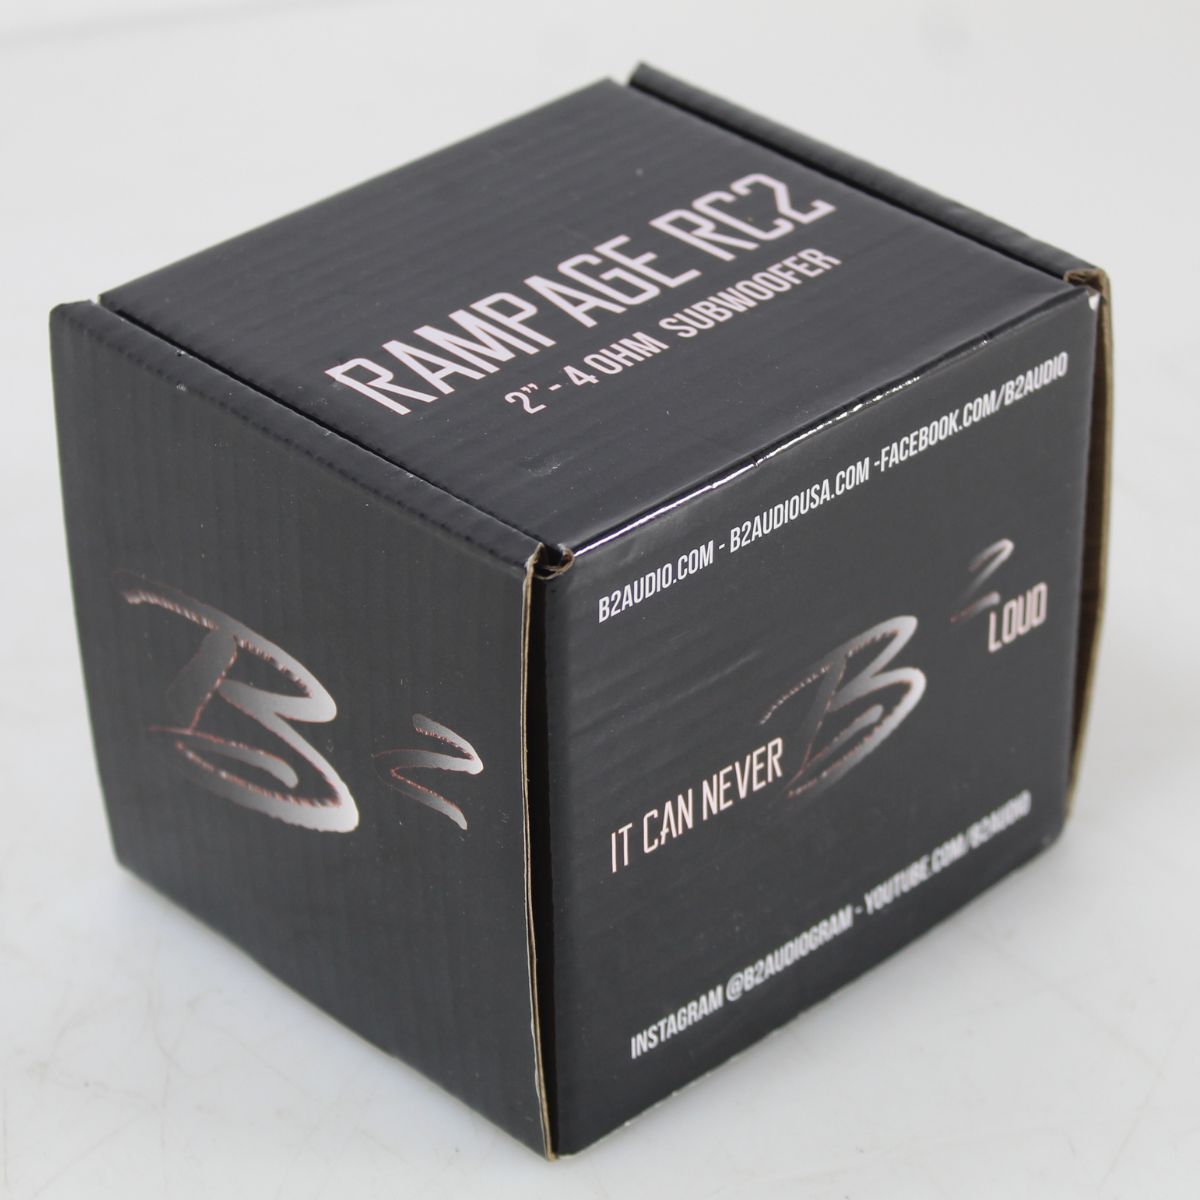 RAMPAGE RC2
2" - 4 OHM SUBWOOFER
B2AUDIO.COM - B2AUDIOUSA.COM -FACEBOOK.COM/B2AUDIO
IT CAN NEVER B2 LOUD
INSTAGRAM @B2AUDIOGRAM - YOUTUBE.COM/B2AUDIO
B2